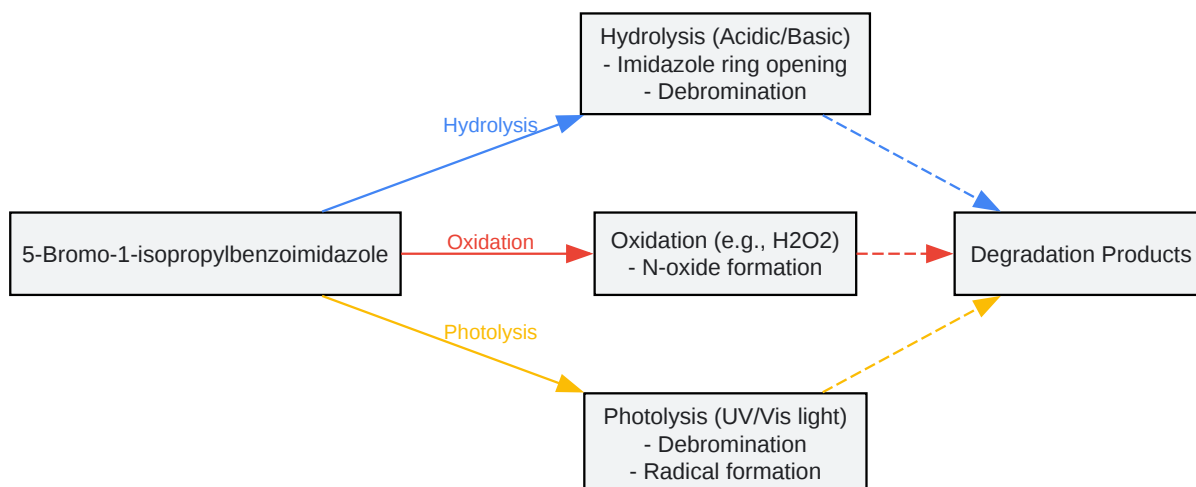 Hydrolysis (Acidic/Basic)
- Imidazole ring opening
- Debromination
Hydrolysis
5-Bromo-1-isopropylbenzoimidazole
Oxidation
Oxidation (e.g., H2O2)
- N-oxide formation
Degradation Products
Photolysis
Photolysis (UV/Vis light)
- Debromination
- Radical formation